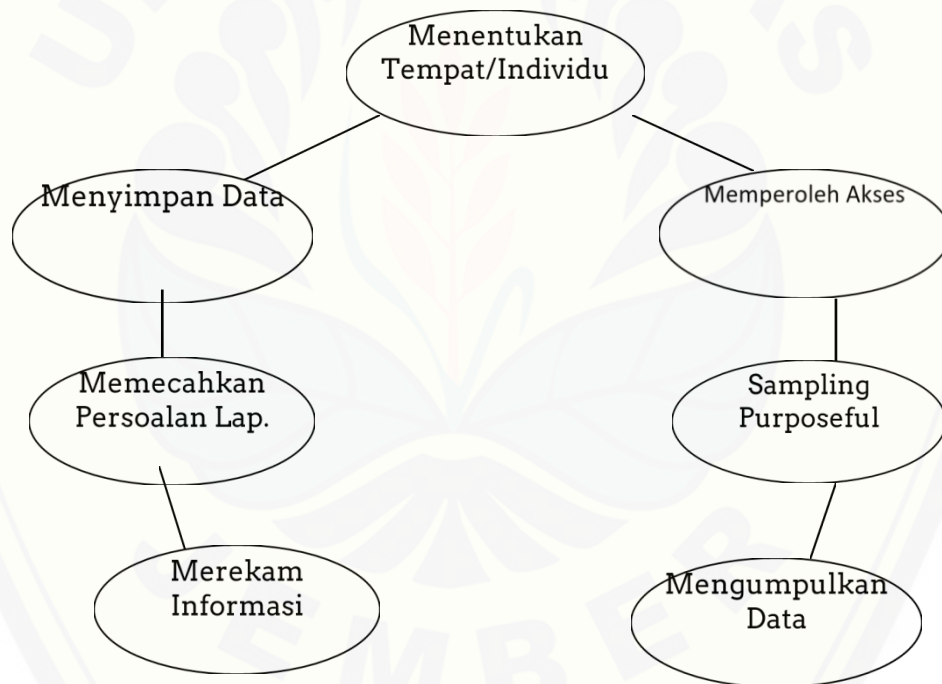 Menentukan
Tempat/Individu
Menyimpan Data
Memperoleh Akses
Memecahkan
Persoalan Lap.
Sampling
Purposeful
Merekam
Informasi
Mengumpulkan
Data